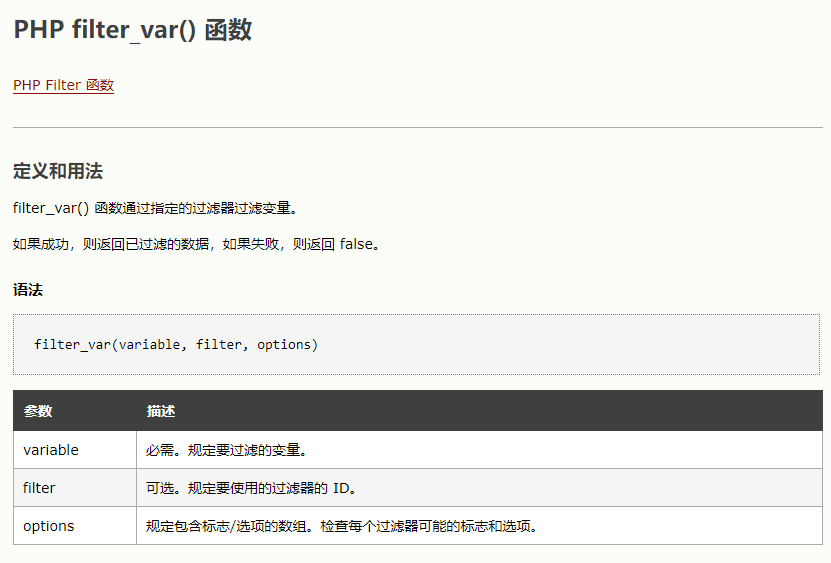 PHP filter_var() 函数
PHP Filter 函数
定义和用法
filter_var() 函数通过指定的过滤器过滤变量。
如果成功，则返回已过滤的数据，如果失败，则返回 false。
语法
filter_var(variable, filter, options)
参数 描述
variable 必需。规定要过滤的变量。
filter 可选。规定要使用的过滤器的 ID。
options 规定包含标志/选项的数组。检查每个过滤器可能的标志和选项。